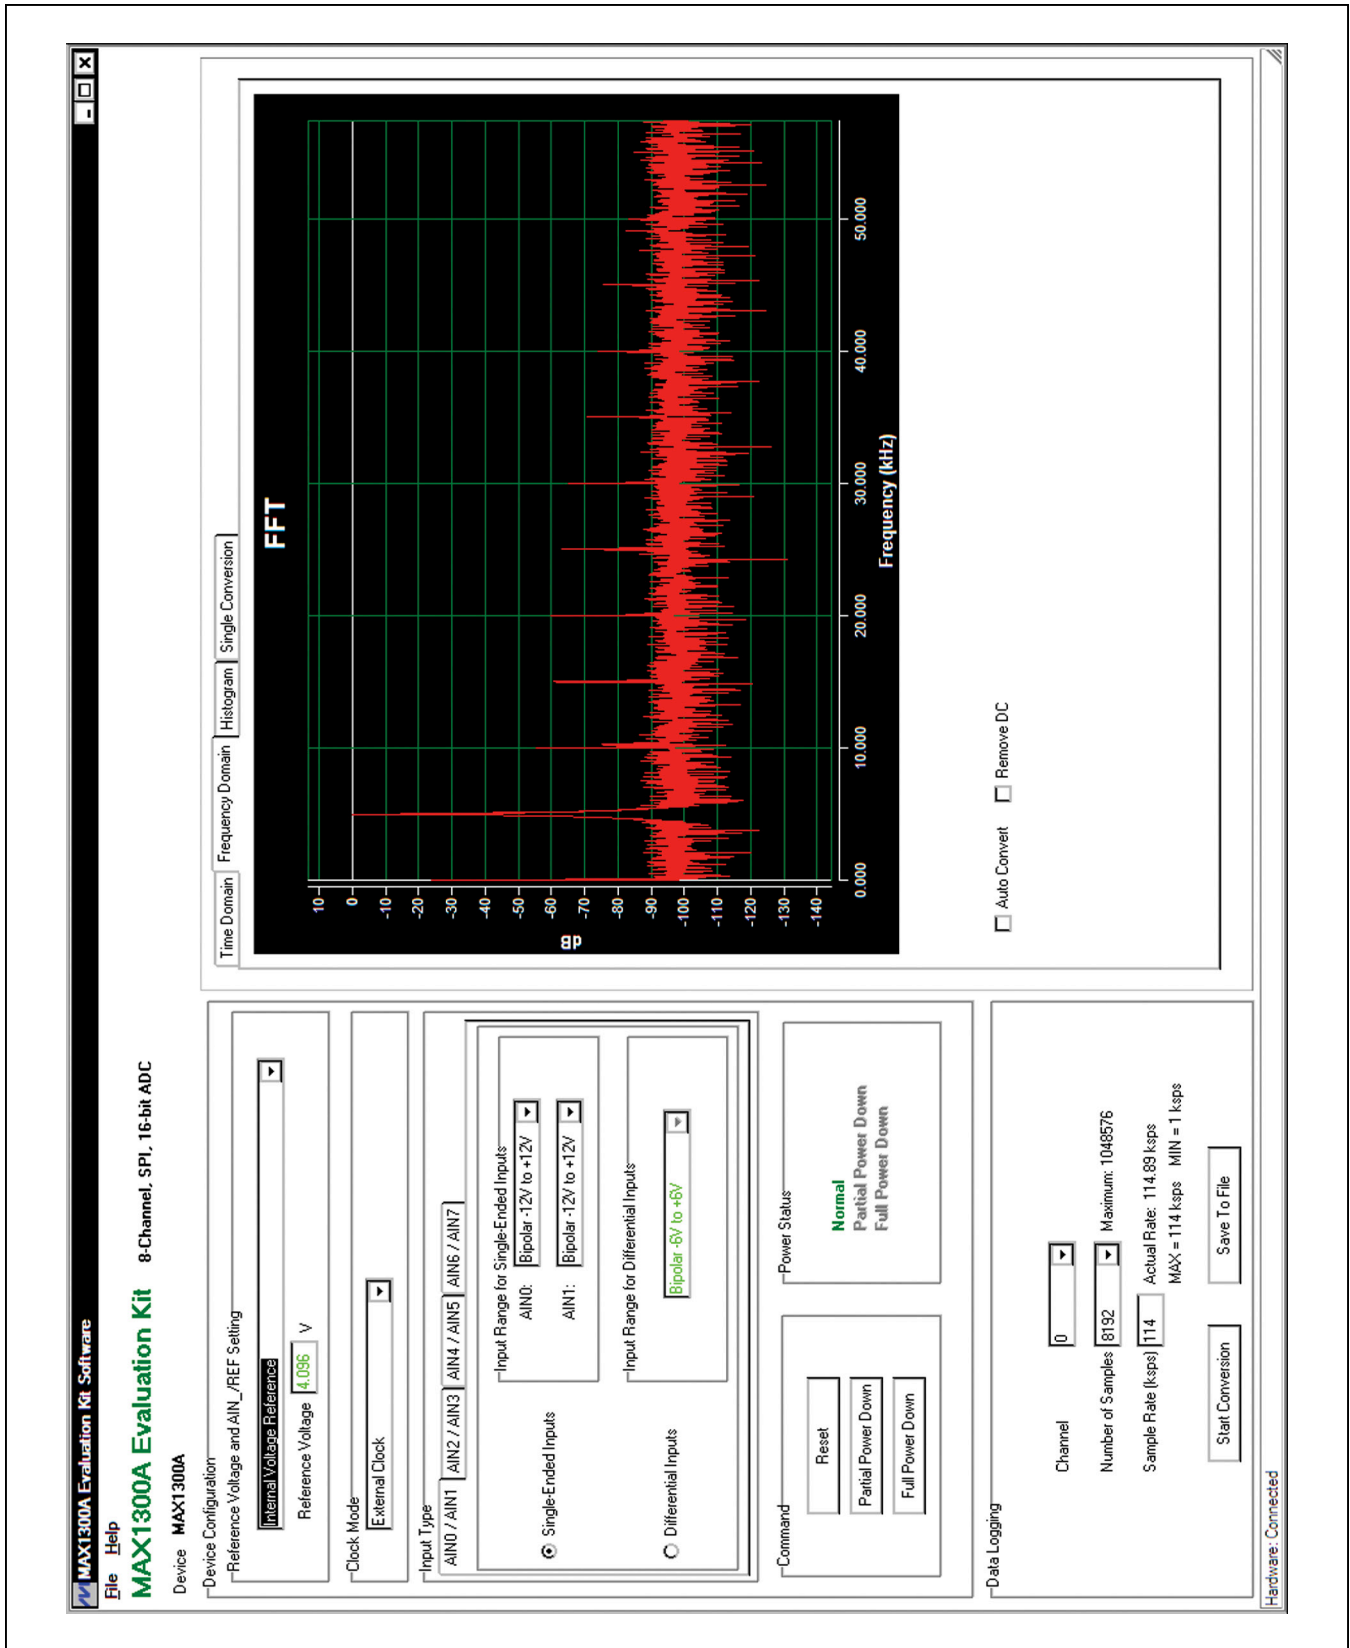 MAX1300A Evaluation Kit Software
File Help
MAX1300A Evaluation Kit 8-Channel, SPI, 16-bit ADC
Device MAX1300A
Device Configuration
Reference Voltage and AIN_/REF Setting
Internal Voltage Reference
Reference Voltage 4.096 V
Clock Mode
External Clock
Input Type
AIN0 / AIN1 AIN2 / AIN3 AIN4 / AIN5 AIN6 / AIN7
Single-Ended Inputs
Input Range for Single-Ended Inputs
AIN0: Bipolar -12V to +12V
AIN1: Bipolar -12V to +12V
Differential Inputs
Input Range for Differential Inputs
Bipolar -6V to +6V
Command
Reset
Partial Power Down
Full Power Down
Power Status
Normal
Partial Power Down
Full Power Down
Data Logging
Channel 0
Number of Samples 8192 Maximum: 1048576
Sample Rate (ksps) 114 Actual Rate: 114.89 ksps
MAX = 114 ksps MIN = 1 ksps
Start Conversion Save To File
Time Domain Frequency Domain Histogram Single Conversion
FFT
10
0
-10
-20
-30
-40
-50
-60
-70
-80
-90
-100
-110
-120
-130
-140
dB
0.000 10.000 20.000 30.000 40.000 50.000
Frequency (kHz)
Auto Convert Remove DC
Hardware: Connected